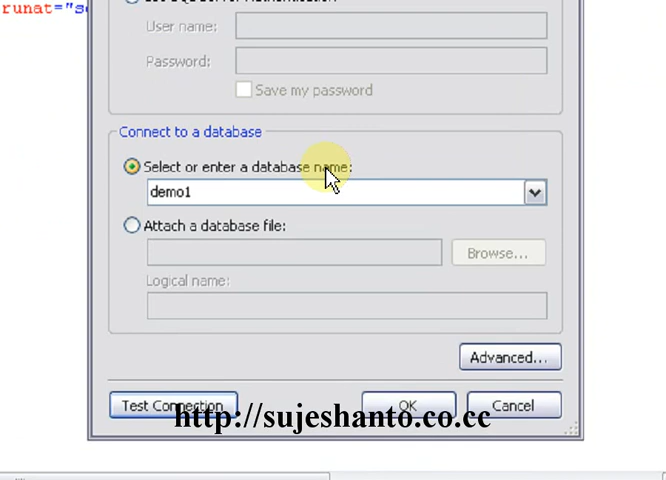 runat="s
User name:
Password:
Save my password
Connect to a database
Select or enter a database name:
demo1
Attach a database file:
Browse...
Logical name:
Advanced...
Test Connection
OK
Cancel
http://sujeshanto.co.cc